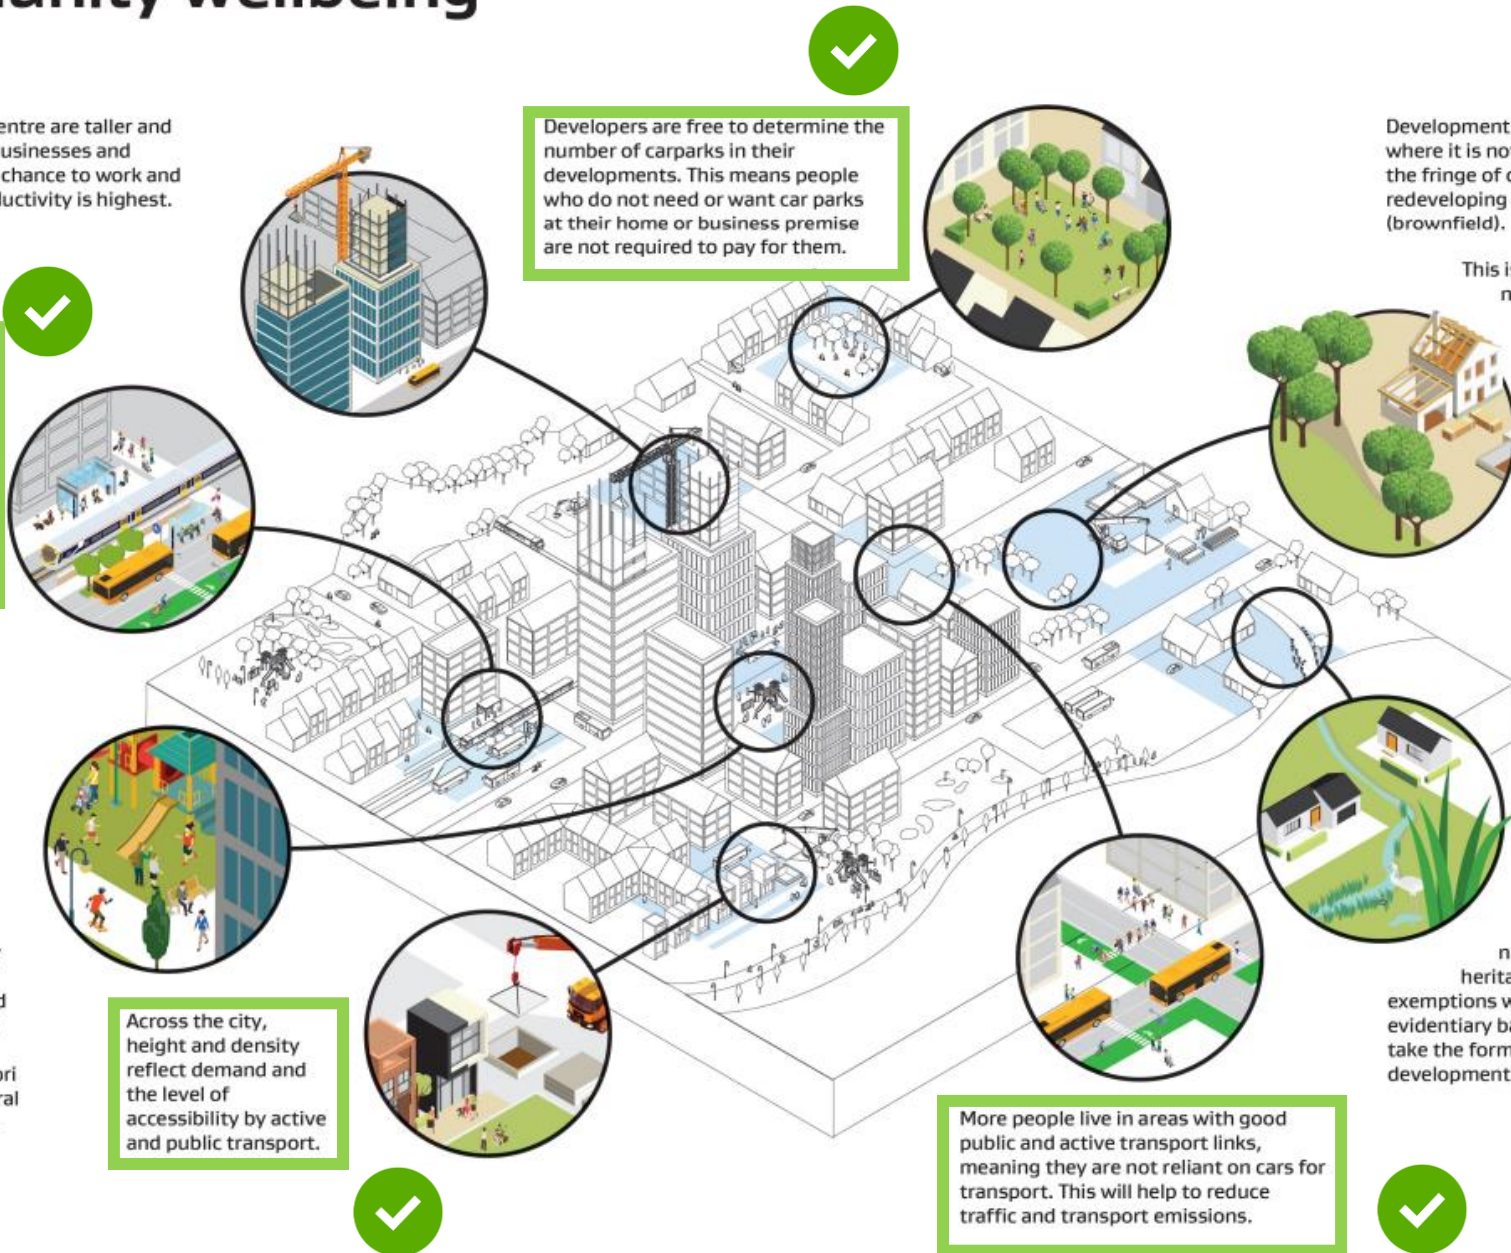 wellbeing
entre are taller and
usinesses and
chance to work and
uctivity is highest.
Developers are free to determine the
number of carparks in their
developments. This means people
who do not need or want car parks
at their home or business premise
are not required to pay for them.
Development
where it is no
the fringe of
redeveloping
(brownfield).
This is
n
d
ori
ral
Across the city,
height and density
reflect demand and
the level of
accessibility by active
and public transport.
More people live in areas with good
public and active transport links,
meaning they are not reliant on cars for
transport. This will help to reduce
traffic and transport emissions.
n
herita
exemptions w
evidentiary ba
take the form
development